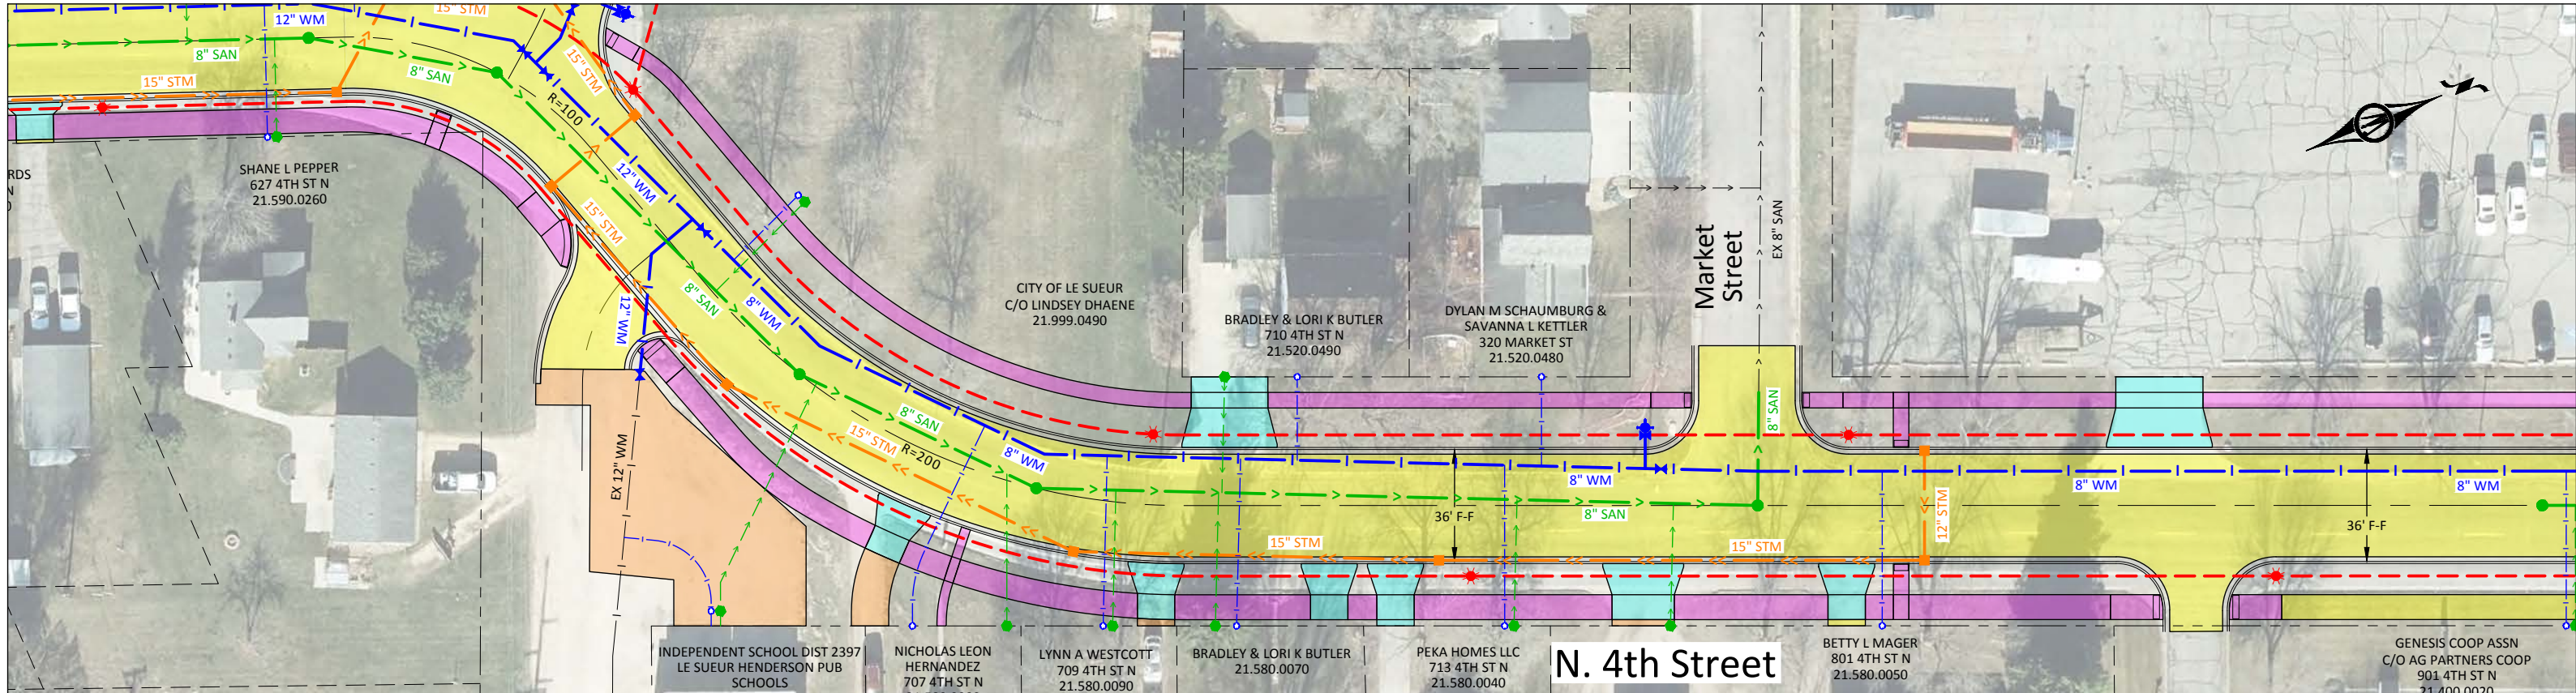 12" WM
15" STM
8" SAN
15" STM
8" SAN
15" STM
R=100
12" WM
15" STM
12" WM
8" SAN
8" WM
EX 12" WM
RDS
SHANE L PEPPER
627 4TH ST N
21.590.0260
CITY OF LE SUEUR
C/O LINDSEY DHAENE
21.999.0490
BRADLEY & LORI K BUTLER
710 4TH ST N
21.520.0490
DYLAN M SCHAUMBURG &
SAVANNA L KETTLER
320 MARKET ST
21.520.0480
Market
Street
EX 8" SAN
8" SAN
8" SAN
15" STM
R=200
8" WM
36' F-F
8" WM
8" SAN
15" STM
15" STM
12" STM
8" WM
36' F-F
8" WM
INDEPENDENT SCHOOL DIST 2397
LE SUEUR HENDERSON PUB
SCHOOLS
NICHOLAS LEON
HERNANDEZ
707 4TH ST N
LYNN A WESTCOTT
709 4TH ST N
21.580.0090
BRADLEY & LORI K BUTLER
21.580.0070
PEKA HOMES LLC
713 4TH ST N
21.580.0040
N. 4th Street
BETTY L MAGER
801 4TH ST N
21.580.0050
GENESIS COOP ASSN
C/O AG PARTNERS COOP
901 4TH ST N
21.400.0020